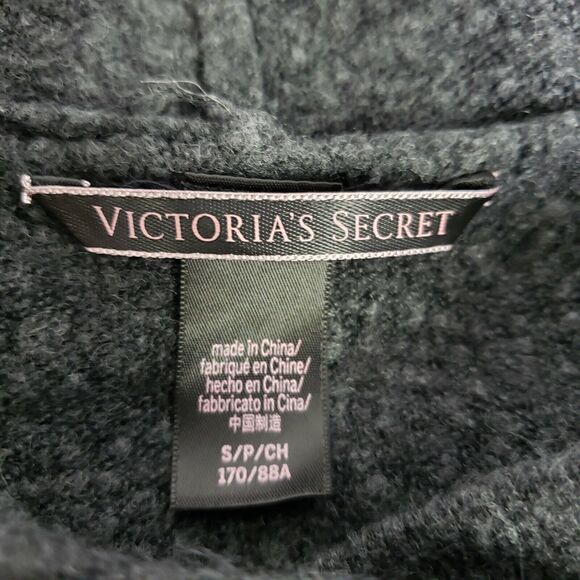 VICTORIA'S SECRET
made in China/
fabriqué en Chine/
hecho en China/
fabbricato in Cina/
中国制造
S/P/CH
170/88A